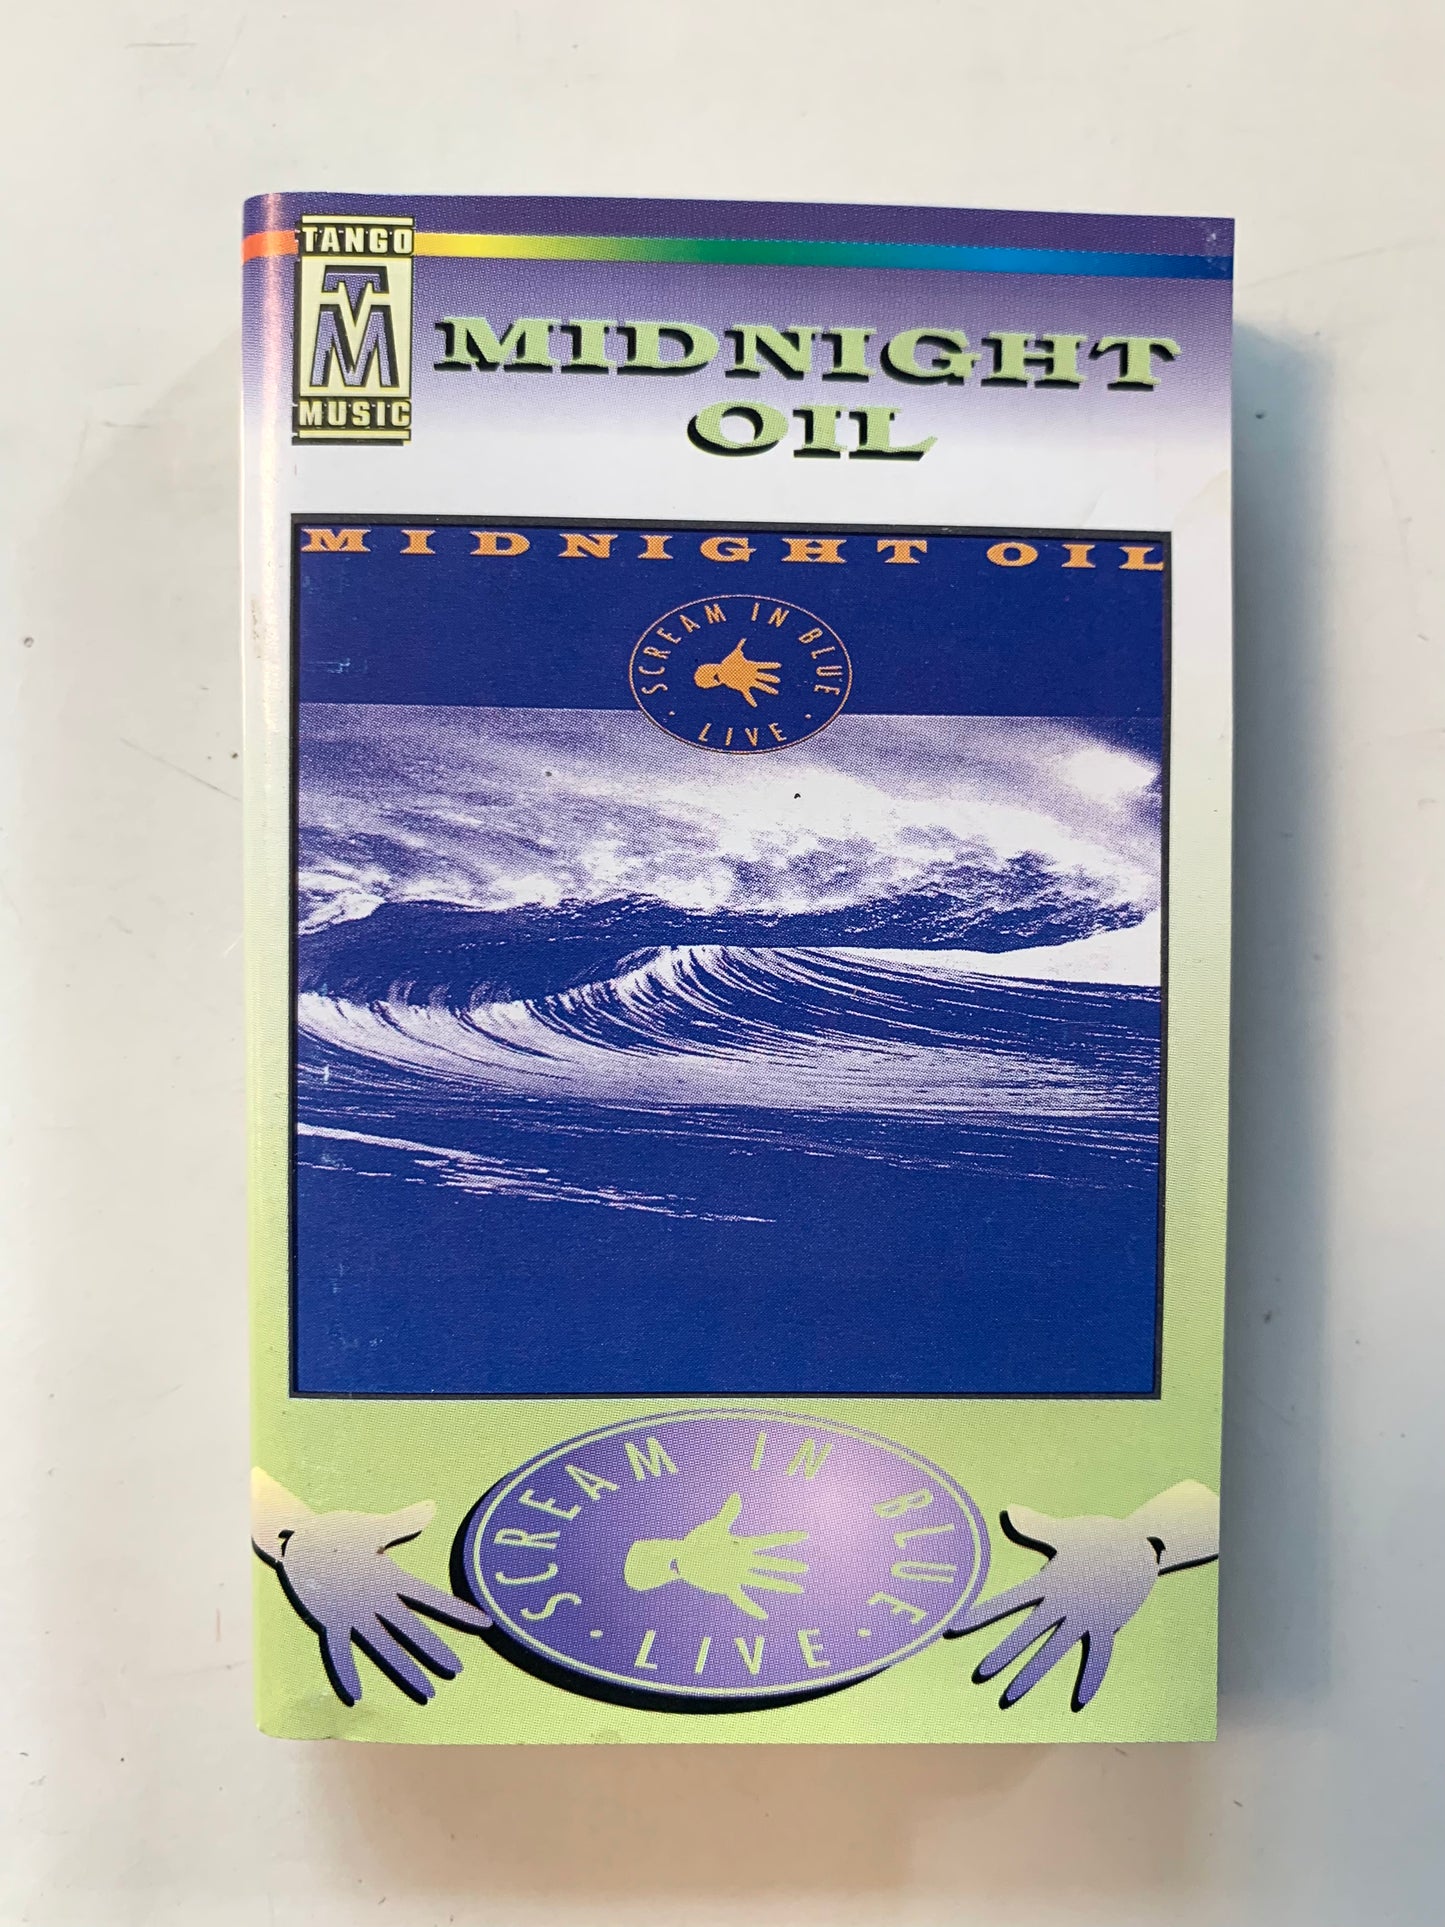 TANGO
TM
MUSIC
MIDNIGHT
OIL
MIDNIGHT OIL
SCREAM IN BLUE
· LIVE ·
SCREAM IN BLUE
· LIVE ·